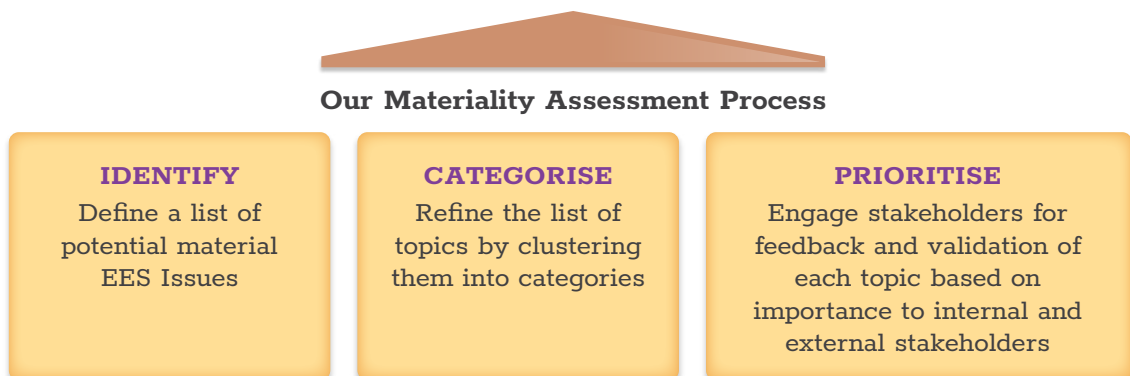 Our Materiality Assessment Process
IDENTIFY
Define a list of
potential material
EES Issues
CATEGORISE
Refine the list of
topics by clustering
them into categories
PRIORITISE
Engage stakeholders for
feedback and validation of
each topic based on
importance to internal and
external stakeholders